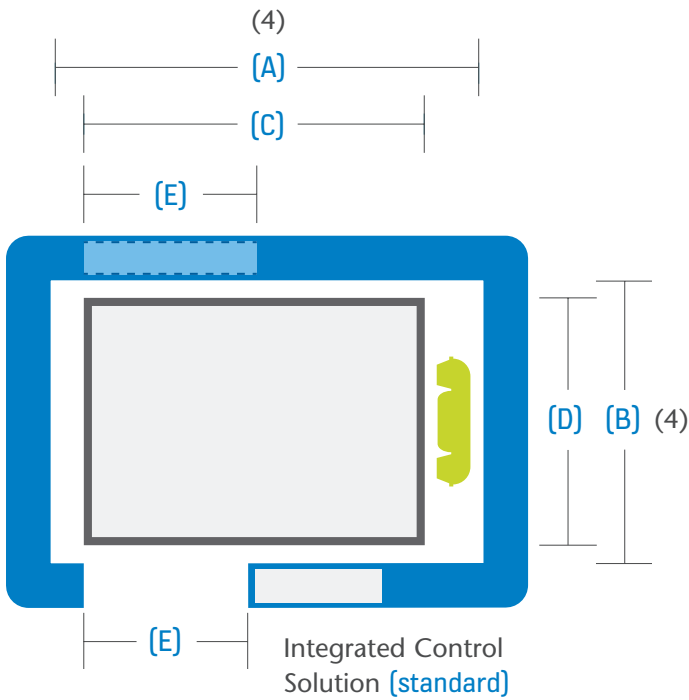 (4)
(A)
(C)
(E)
(D) (B) (4)
(E)
Integrated Control
Solution (standard)